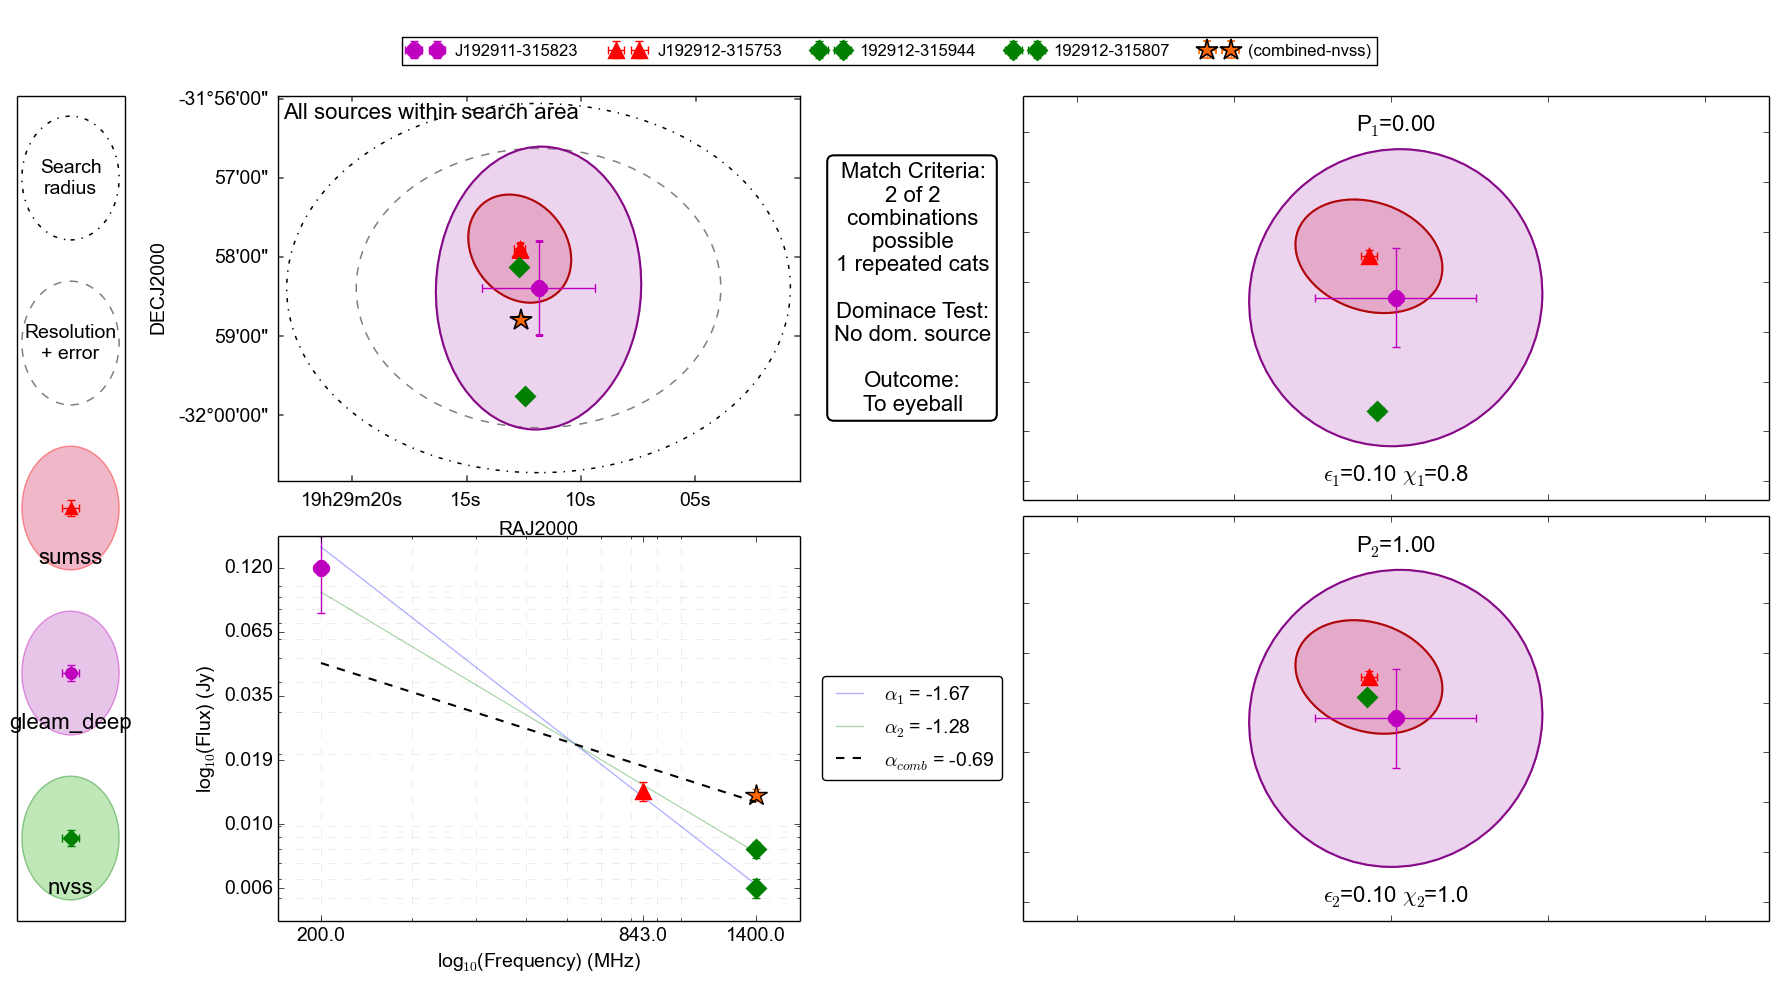 J192911-315823 J192912-315753 192912-315944 192912-315807 (combined-nvss)
Search
radius
Resolution
+ error
sumss
gleam_deep
nvss
All sources within search area
-31°56'00"
57'00"
58'00"
59'00"
-32°00'00"
DECJ2000
19h29m20s 15s 10s 05s
RAJ2000
Match Criteria:
2 of 2
combinations
possible
1 repeated cats
Dominace Test:
No dom. source
Outcome:
To eyeball
P1=0.00
ϵ1=0.10 χ1=0.8
0.120
0.065
0.035
0.019
0.010
0.006
log10(Flux) (Jy)
200.0 843.0 1400.0
log10(Frequency) (MHz)
α1 = -1.67
α2 = -1.28
αcomb = -0.69
P2=1.00
ϵ2=0.10 χ2=1.0